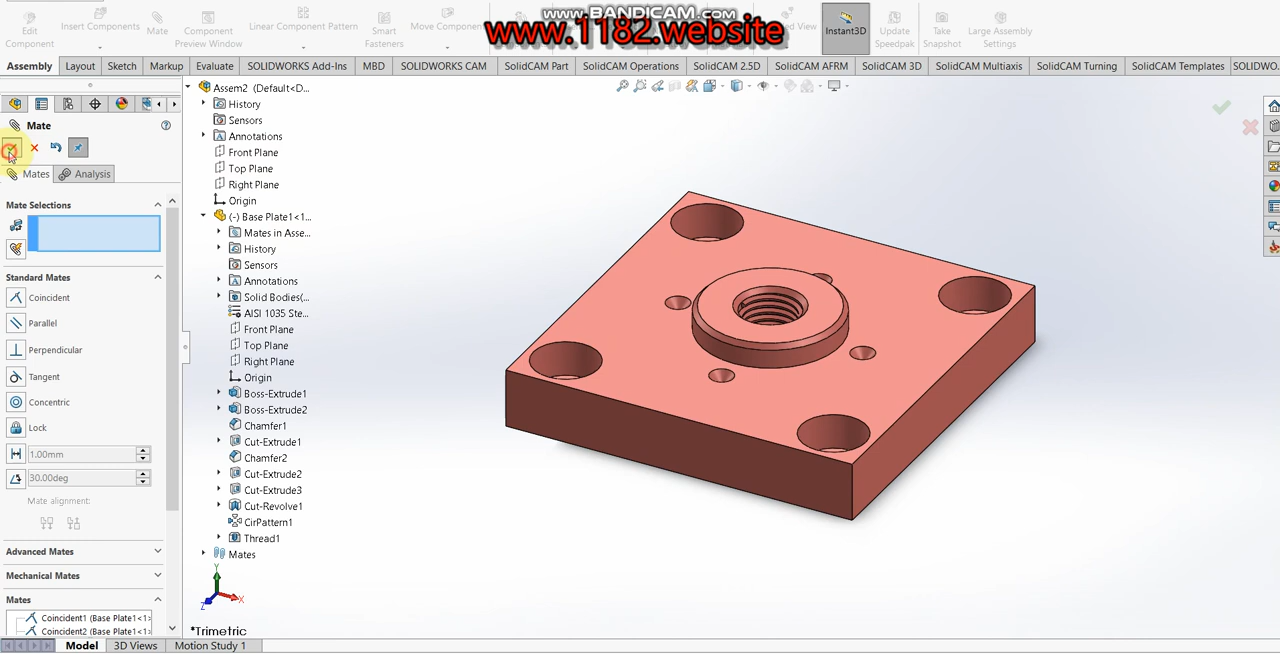 www.BANDICAM.com
www.1182.website
Edit Component
Insert Components
Mate
Component Preview Window
Linear Component Pattern
Smart Fasteners
Move Component
Instant3D
Update Speedpak
Take Snapshot
Large Assembly Settings
Assembly Layout Sketch Markup Evaluate SOLIDWORKS Add-Ins MBD SOLIDWORKS CAM SolidCAM Part SolidCAM Operations SolidCAM 2.5D SolidCAM AFRM SolidCAM 3D SolidCAM Multiaxis SolidCAM Turning SolidCAM Templates SOLIDWO...
Mate
Mates Analysis
Mate Selections
Standard Mates
Coincident
Parallel
Perpendicular
Tangent
Concentric
Lock
1.00mm
30.00deg
Mate alignment:
Advanced Mates
Mechanical Mates
Mates
Coincident1 (Base Plate1<1>
Coincident2 (Base Plate1<1>
Assem2 (Default<D...
History
Sensors
Annotations
Front Plane
Top Plane
Right Plane
Origin
(-) Base Plate1<1...
Mates in Asse...
History
Sensors
Annotations
Solid Bodies(...
AISI 1035 Ste...
Front Plane
Top Plane
Right Plane
Origin
Boss-Extrude1
Boss-Extrude2
Chamfer1
Cut-Extrude1
Chamfer2
Cut-Extrude2
Cut-Extrude3
Cut-Revolve1
CirPattern1
Thread1
Mates
Y
X
Z
*Trimetric
Model 3D Views Motion Study 1